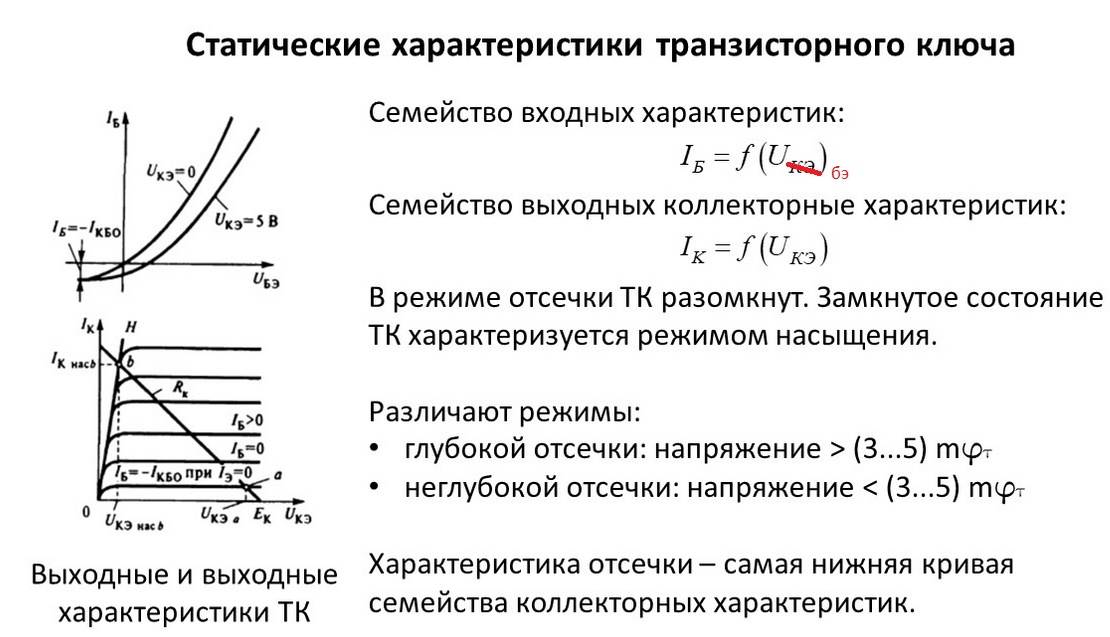 Статические характеристики транзисторного ключа
I_Б
U_КЭ=0
U_КЭ=5 В
I_Б=-I_КБО
U_БЭ
I_К
H
I_К нас b
b
R_к
I_Б>0
I_Б=0
I_Б=-I_КБО при I_Э=0
a
0
U_КЭ нас b
U_КЭ a
E_К
U_КЭ
Выходные и выходные
характеристики ТК
Семейство входных характеристик:
I_Б = f(U_КЭ) бэ
Семейство выходных коллекторные характеристик:
I_К = f(U_КЭ)
В режиме отсечки ТК разомкнут. Замкнутое состояние
ТК характеризуется режимом насыщения.
Различают режимы:
• глубокой отсечки: напряжение > (3...5) mφ_т
• неглубокой отсечки: напряжение < (3...5) mφ_т
Характеристика отсечки – самая нижняя кривая
семейства коллекторных характеристик.